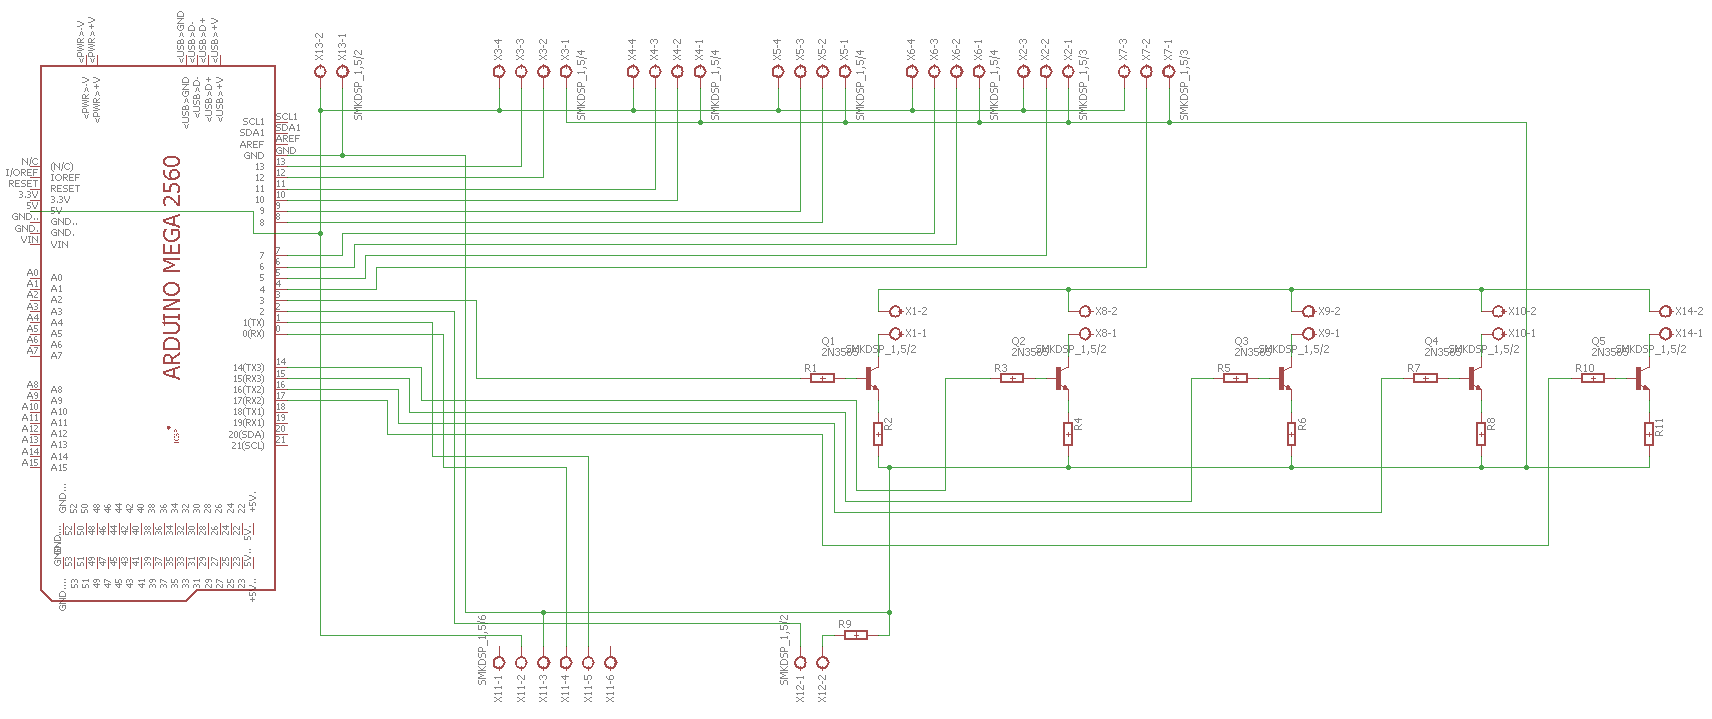 <PWR>-V
<PWR>+V
<USB>GND
<USB>D-
<USB>D+
<USB>+V
<PWR>-V
<PWR>+V
<USB>GND
<USB>D-
<USB>D+
<USB>+V
X13-2
X13-1
SMKDSP_1,5/2
X3-4
X3-3
X3-2
X3-1
SMKDSP_1,5/4
X4-4
X4-3
X4-2
X4-1
SMKDSP_1,5/4
X5-4
X5-3
X5-2
X5-1
SMKDSP_1,5/4
X6-4
X6-3
X6-2
X6-1
SMKDSP_1,5/4
X2-3
X2-2
X2-1
SMKDSP_1,5/3
X7-3
X7-2
X7-1
SMKDSP_1,5/3
SCL1 SCL1
SDA1 SDA1
AREF AREF
GND GND
13 13
12 12
11 11
10 10
9 9
8 8
7 7
6 6
5 5
4 4
3 3
2 2
1(TX) 1
0(RX) 0
14(TX3) 14
15(RX3) 15
16(TX2) 16
17(RX2) 17
18(TX1) 18
19(RX1) 19
20(SDA) 20
21(SCL) 21
N/C (N/C)
I/OREF IOREF
RESET RESET
3.3V 3.3V
5V 5V
GND.. GND..
GND. GND.
VIN VIN
A0 A0
A1 A1
A2 A2
A3 A3
A4 A4
A5 A5
A6 A6
A7 A7
A8 A8
A9 A9
A10 A10
A11 A11
A12 A12
A13 A13
A14 A14
A15 A15
ARDUINO MEGA 2560
GND... 52 50 48 46 44 42 40 38 36 34 32 30 28 26 24 22 +5V.
52 50 48 46 44 42 40 38 36 34 32 30 28 26 24 22 5V..
53 51 49 47 45 43 41 39 37 35 33 31 29 27 25 23 5V..
GND... 53 51 49 47 45 43 41 39 37 35 33 31 29 27 25 23 +5V..
X1-2
X1-1
Q1
SMKDSP_1,5/2
R1
R2
X8-2
X8-1
Q2
SMKDSP_1,5/2
R3
R4
X9-2
X9-1
Q3
SMKDSP_1,5/2
R5
R6
X10-2
X10-1
Q4
SMKDSP_1,5/2
R7
R8
X14-2
X14-1
Q5
SMKDSP_1,5/2
R10
R11
SMKDSP_1,5/6
X11-1
X11-2
X11-3
X11-4
X11-5
X11-6
SMKDSP_1,5/2
X12-1
X12-2
R9